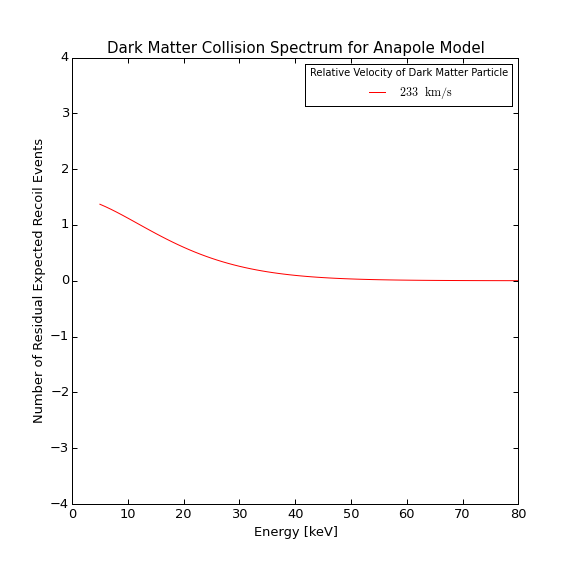 Dark Matter Collision Spectrum for Anapole Model
Relative Velocity of Dark Matter Particle
233 km/s
Number of Residual Expected Recoil Events
4
3
2
1
0
−1
−2
−3
−4
0 10 20 30 40 50 60 70 80
Energy [keV]